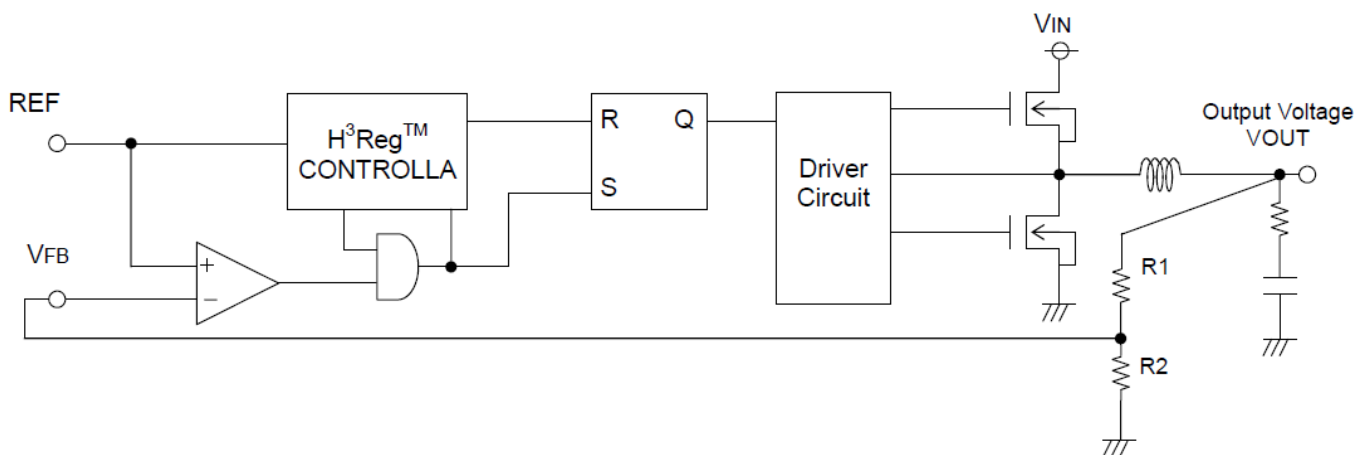 VIN
REF
H³Reg™
CONTROLLA
R
Q
S
Driver
Circuit
Output Voltage
VOUT
VFB
+
−
R1
R2